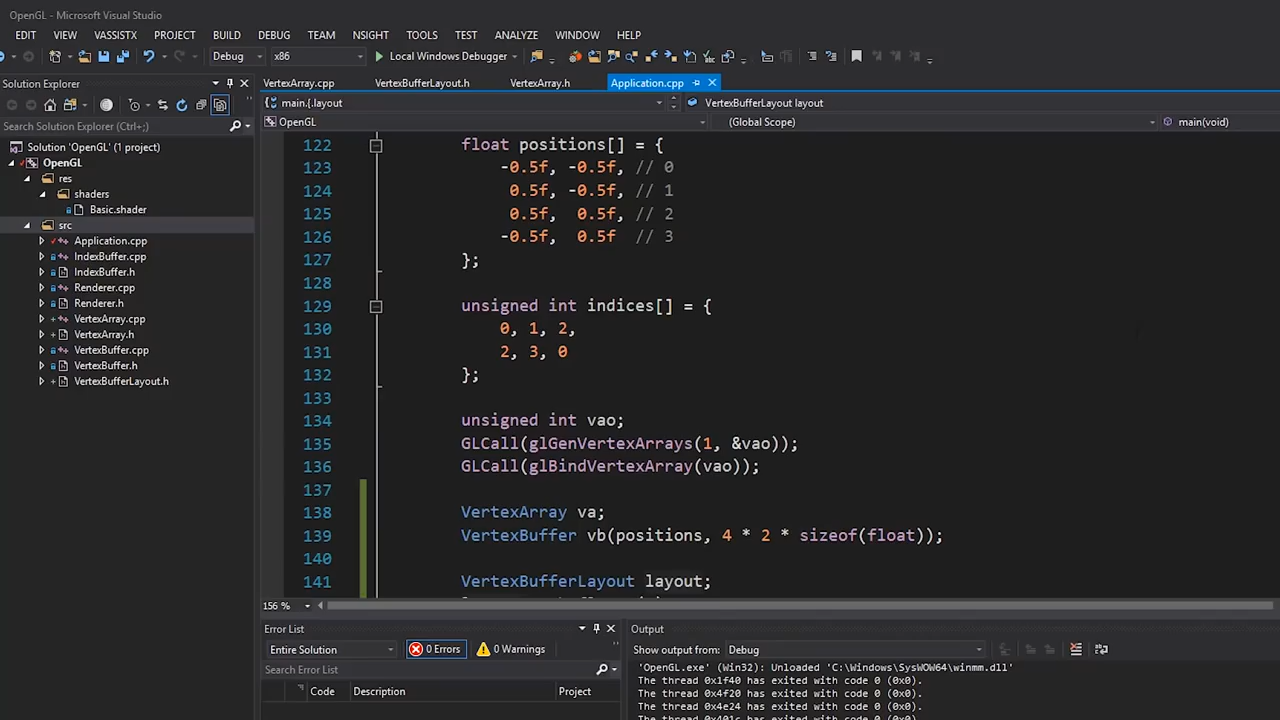 OpenGL - Microsoft Visual Studio
EDIT VIEW VASSISTX PROJECT BUILD DEBUG TEAM NSIGHT TOOLS TEST ANALYZE WINDOW HELP
Debug x86 Local Windows Debugger
Solution Explorer
VertexArray.cpp VertexBufferLayout.h VertexArray.h Application.cpp
main.{.layout VertexBufferLayout layout
OpenGL (Global Scope) main(void)
Search Solution Explorer (Ctrl+;)
Solution 'OpenGL' (1 project)
OpenGL
res
shaders
Basic.shader
src
Application.cpp
IndexBuffer.cpp
IndexBuffer.h
Renderer.cpp
Renderer.h
VertexArray.cpp
VertexArray.h
VertexBuffer.cpp
VertexBuffer.h
VertexBufferLayout.h
122 float positions[] = {
123 -0.5f, -0.5f, // 0
124 0.5f, -0.5f, // 1
125 0.5f, 0.5f, // 2
126 -0.5f, 0.5f // 3
127 };
128
129 unsigned int indices[] = {
130 0, 1, 2,
131 2, 3, 0
132 };
133
134 unsigned int vao;
135 GLCall(glGenVertexArrays(1, &vao));
136 GLCall(glBindVertexArray(vao));
137
138 VertexArray va;
139 VertexBuffer vb(positions, 4 * 2 * sizeof(float));
140
141 VertexBufferLayout layout;
156 %
Error List
Entire Solution 0 Errors 0 Warnings
Search Error List
Code Description Project
Output
Show output from: Debug
'OpenGL.exe' (Win32): Unloaded 'C:\Windows\SysWOW64\winmm.dll'
The thread 0x1f40 has exited with code 0 (0x0).
The thread 0x4f20 has exited with code 0 (0x0).
The thread 0x4e24 has exited with code 0 (0x0).
The thread 0x401c has exited with code 0 (0x0).